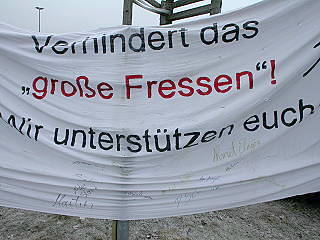 Verhindert das
„große Fressen“!
Wir unterstützen euch